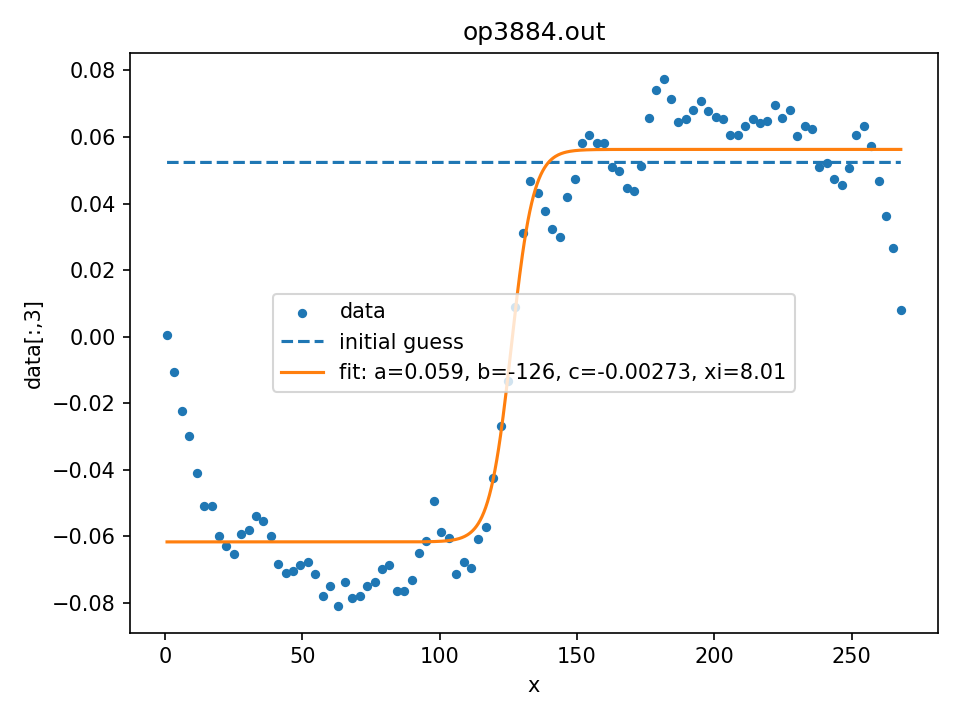 op3884.out
data[:,3]
0.08
0.06
0.04
0.02
0.00
−0.02
−0.04
−0.06
−0.08
data
initial guess
fit: a=0.059, b=-126, c=-0.00273, xi=8.01
0 50 100 150 200 250
x